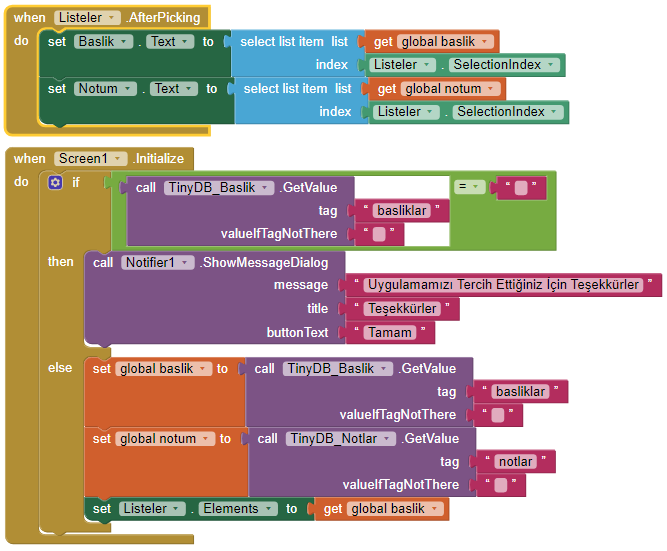 when Listeler .AfterPicking
do set Baslik . Text to select list item list get global baslik
index Listeler . SelectionIndex
set Notum . Text to select list item list get global notum
index Listeler . SelectionIndex
when Screen1 .Initialize
do if call TinyDB_Baslik .GetValue = “ ”
tag “ basliklar ”
valueIfTagNotThere “ ”
then call Notifier1 .ShowMessageDialog
message “ Uygulamamızı Tercih Ettiğiniz İçin Teşekkürler ”
title “ Teşekkürler ”
buttonText “ Tamam ”
else set global baslik to call TinyDB_Baslik .GetValue
tag “ basliklar ”
valueIfTagNotThere “ ”
set global notum to call TinyDB_Notlar .GetValue
tag “ notlar ”
valueIfTagNotThere “ ”
set Listeler . Elements to get global baslik